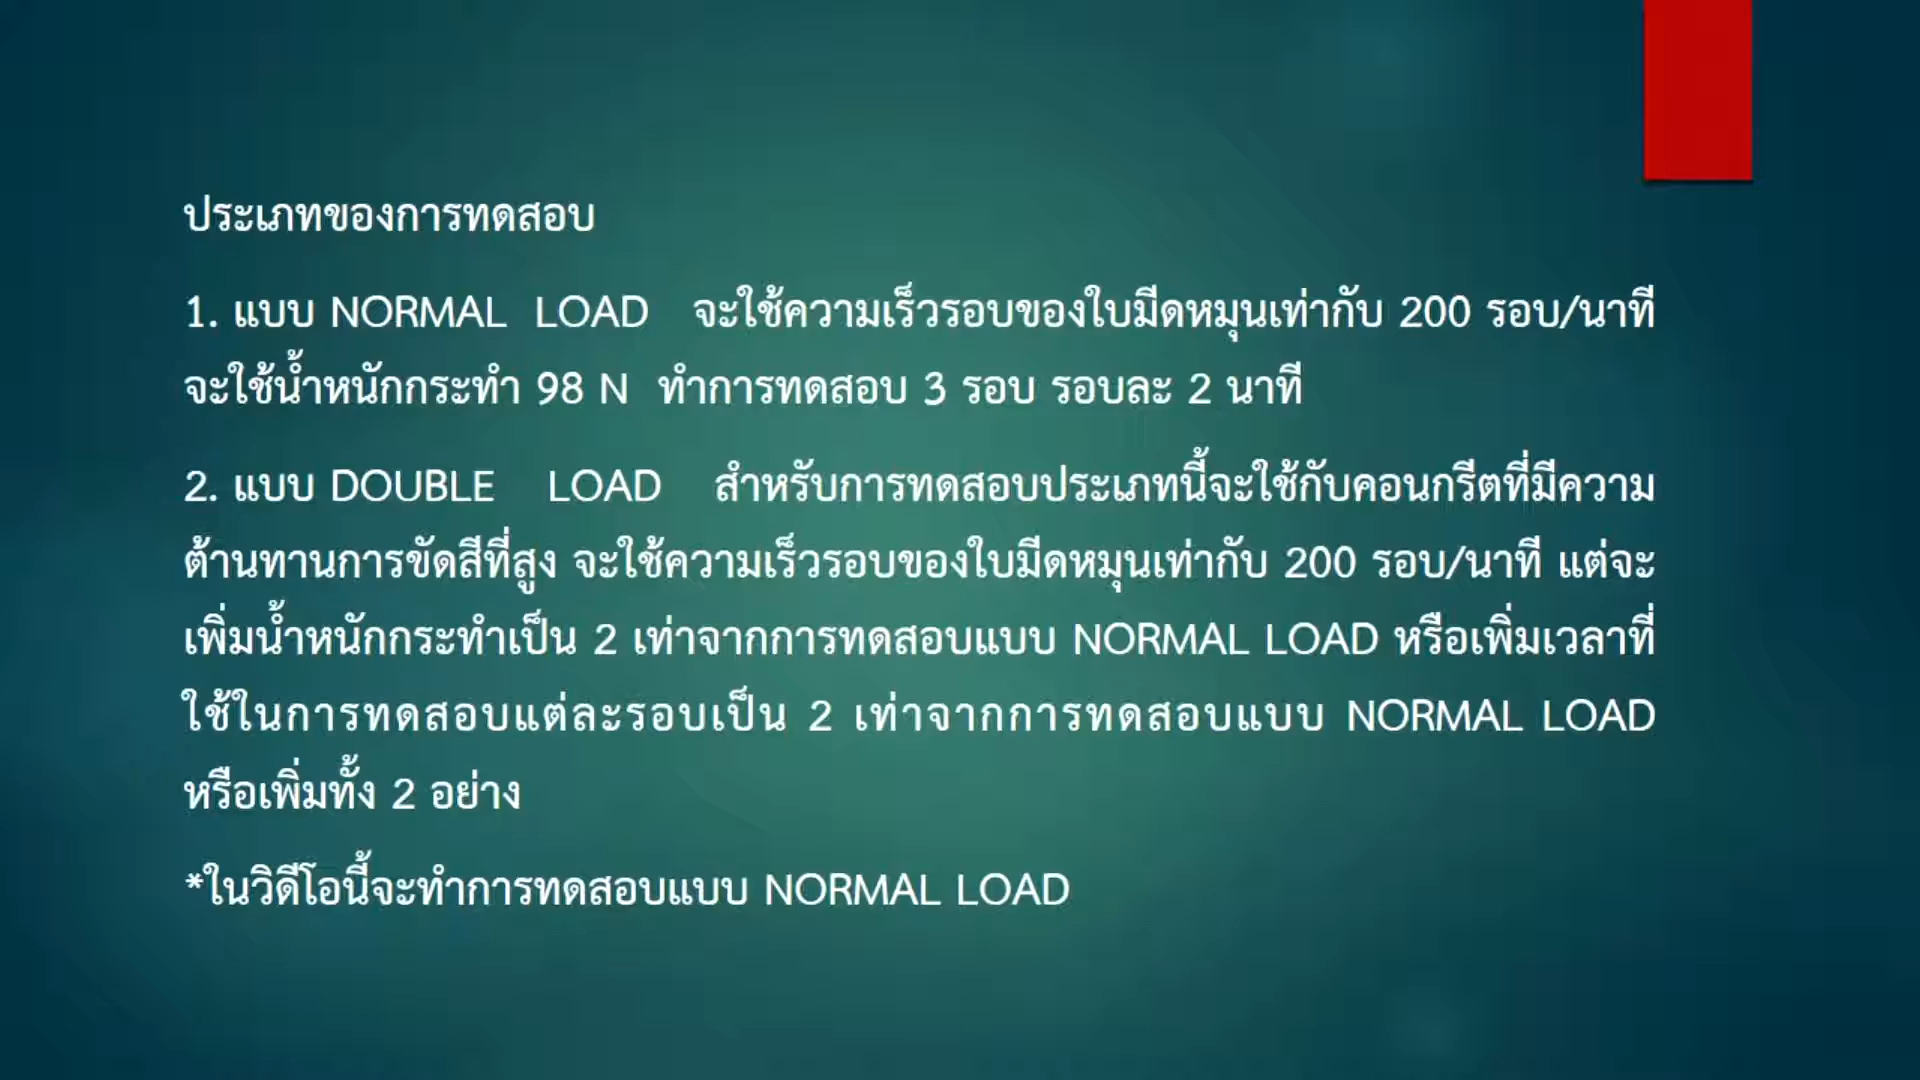 ประเภทของการทดสอบ
1. แบบ NORMAL LOAD จะใช้ความเร็วรอบของใบมีดหมุนเท่ากับ 200 รอบ/นาที
จะใช้น้ำหนักกระทำ 98 N ทำการทดสอบ 3 รอบ รอบละ 2 นาที
2. แบบ DOUBLE LOAD สำหรับการทดสอบประเภทนี้จะใช้กับคอนกรีตที่มีความ
ต้านทานการขัดสีที่สูง จะใช้ความเร็วรอบของใบมีดหมุนเท่ากับ 200 รอบ/นาที แต่จะ
เพิ่มน้ำหนักกระทำเป็น 2 เท่าจากการทดสอบแบบ NORMAL LOAD หรือเพิ่มเวลาที่
ใช้ในการทดสอบแต่ละรอบเป็น 2 เท่าจากการทดสอบแบบ NORMAL LOAD
หรือเพิ่มทั้ง 2 อย่าง
*ในวิดีโอนี้จะทำการทดสอบแบบ NORMAL LOAD